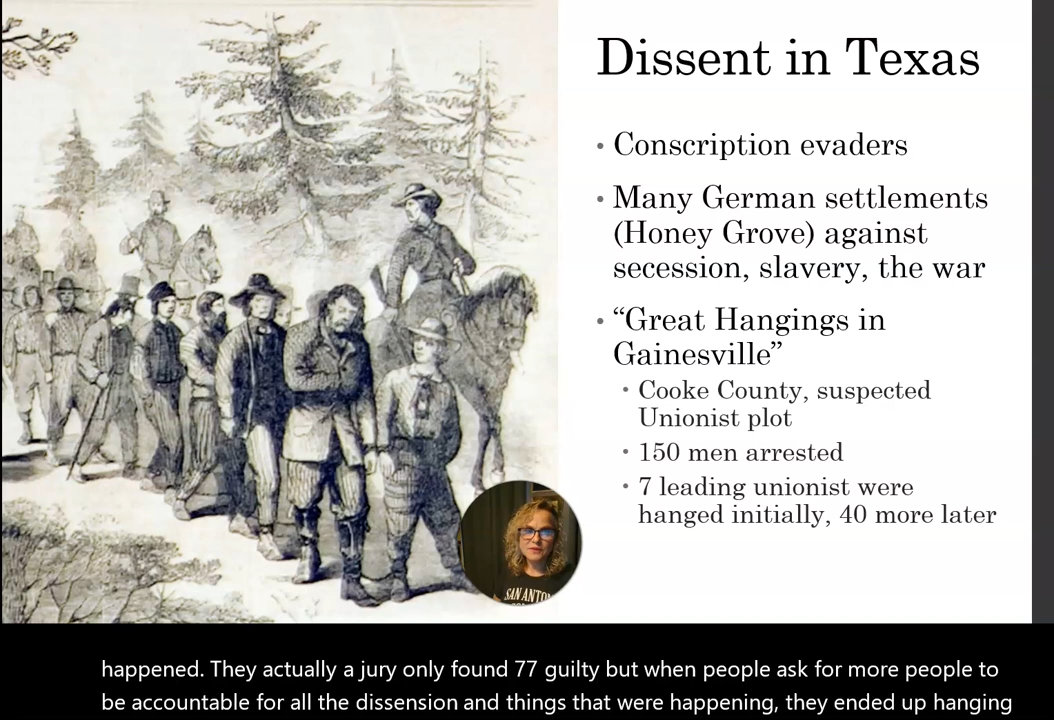 Dissent in Texas
• Conscription evaders
• Many German settlements
(Honey Grove) against
secession, slavery, the war
• “Great Hangings in
Gainesville”
• Cooke County, suspected
Unionist plot
• 150 men arrested
• 7 leading unionist were
hanged initially, 40 more later
SAN ANTON
happened. They actually a jury only found 77 guilty but when people ask for more people to
be accountable for all the dissension and things that were happening, they ended up hanging